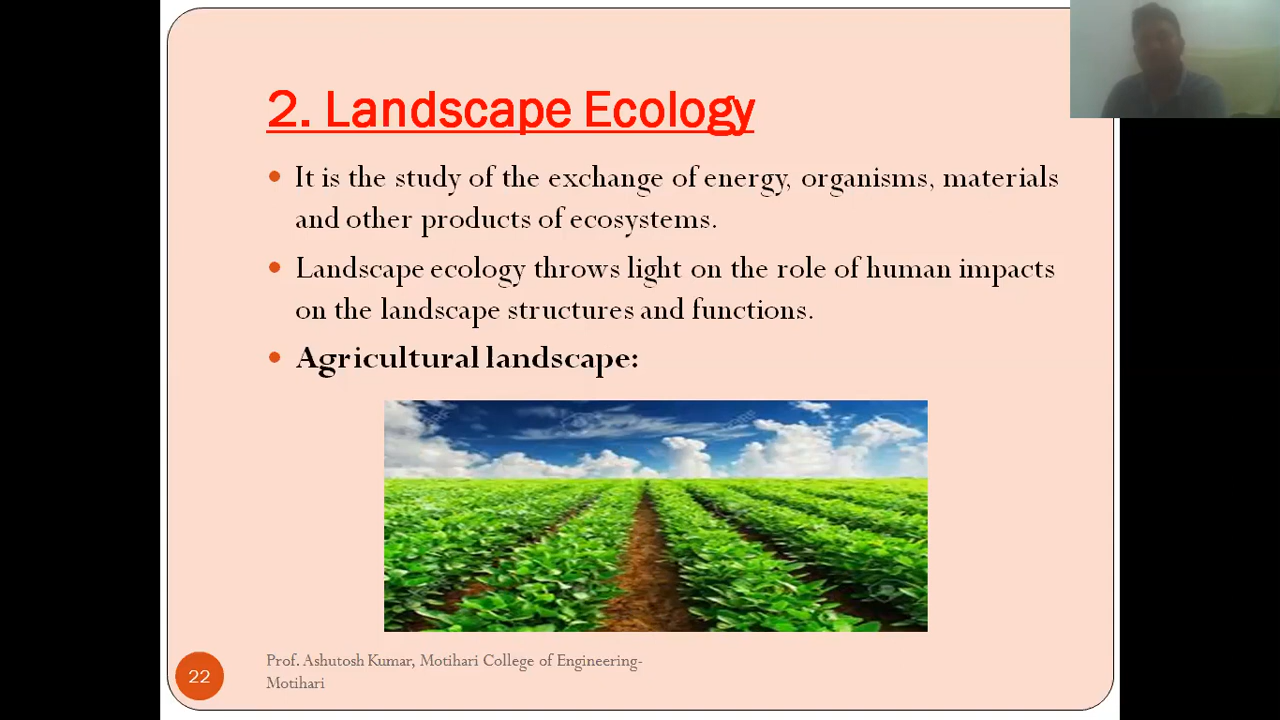 2. Landscape Ecology
It is the study of the exchange of energy, organisms, materials
and other products of ecosystems.
Landscape ecology throws light on the role of human impacts
on the landscape structures and functions.
Agricultural landscape:
Prof. Ashutosh Kumar, Motihari College of Engineering-
Motihari
22